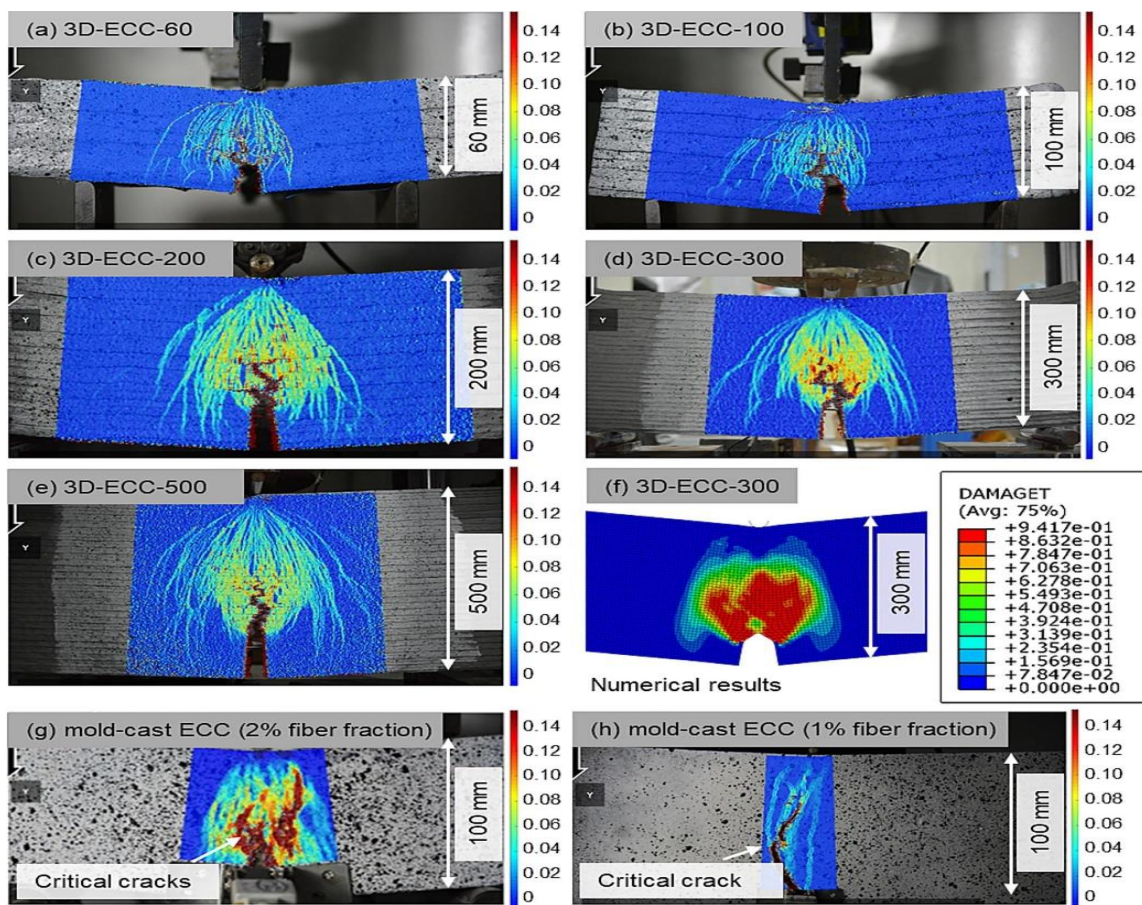 (a) 3D-ECC-60
0.14
0.12
0.10
0.08
0.06
0.04
0.02
0
60 mm
Y
(b) 3D-ECC-100
0.14
0.12
0.10
0.08
0.06
0.04
0.02
0
100 mm
Y
(c) 3D-ECC-200
0.14
0.12
0.10
0.08
0.06
0.04
0.02
0
200 mm
Y
(d) 3D-ECC-300
0.14
0.12
0.10
0.08
0.06
0.04
0.02
0
300 mm
Y
(e) 3D-ECC-500
0.14
0.12
0.10
0.08
0.06
0.04
0.02
0
500 mm
Y
(f) 3D-ECC-300
300 mm
Numerical results
DAMAGET
(Avg: 75%)
+9.417e-01
+8.632e-01
+7.847e-01
+7.063e-01
+6.278e-01
+5.493e-01
+4.708e-01
+3.924e-01
+3.139e-01
+2.354e-01
+1.569e-01
+7.847e-02
+0.000e+00
(g) mold-cast ECC (2% fiber fraction)
0.14
0.12
0.10
0.08
0.06
0.04
0.02
0
100 mm
Y
Critical cracks
(h) mold-cast ECC (1% fiber fraction)
0.14
0.12
0.10
0.08
0.06
0.04
0.02
0
100 mm
Y
Critical crack